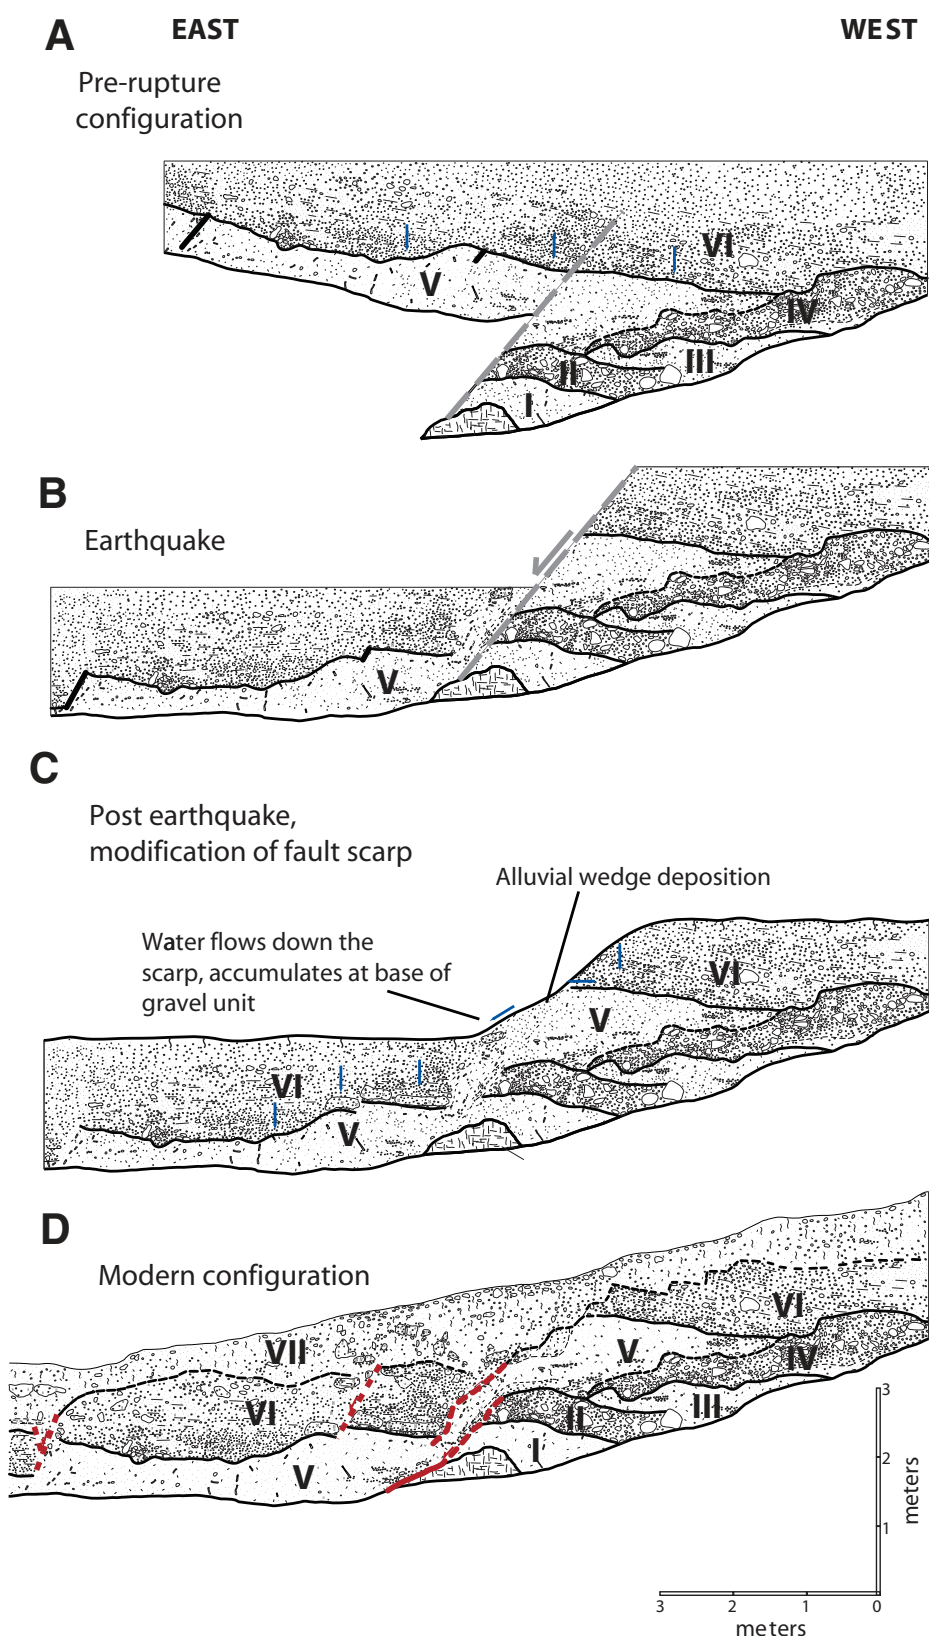 A
EAST
WEST
Pre-rupture
configuration
VI
V
IV
III
II
I
B
Earthquake
V
C
Post earthquake,
modification of fault scarp
Alluvial wedge deposition
Water flows down the
scarp, accumulates at base of
gravel unit
VI
V
VI
V
D
Modern configuration
VII
VI
V
IV
VI
III
II
I
V
3
2
1
meters
3 2 1 0
meters